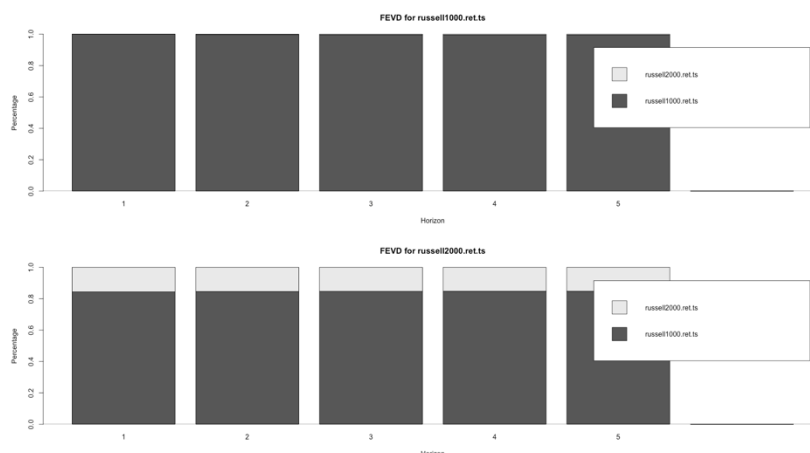 FEVD for russell1000.ret.ts
Percentage
0.0 0.2 0.4 0.6 0.8 1.0
russell2000.ret.ts
russell1000.ret.ts
1 2 3 4 5
Horizon
FEVD for russell2000.ret.ts
Percentage
0.0 0.2 0.4 0.6 0.8 1.0
russell2000.ret.ts
russell1000.ret.ts
1 2 3 4 5
Horizon